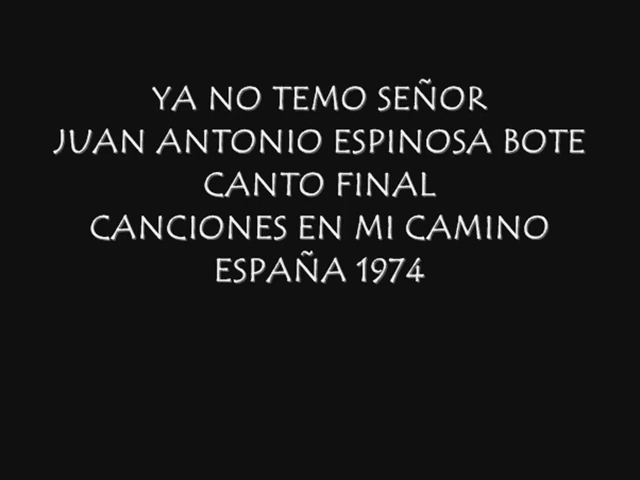 YA NO TEMO SEÑOR
JUAN ANTONIO ESPINOSA BOTE
CANTO FINAL
CANCIONES EN MI CAMINO
ESPAÑA 1974